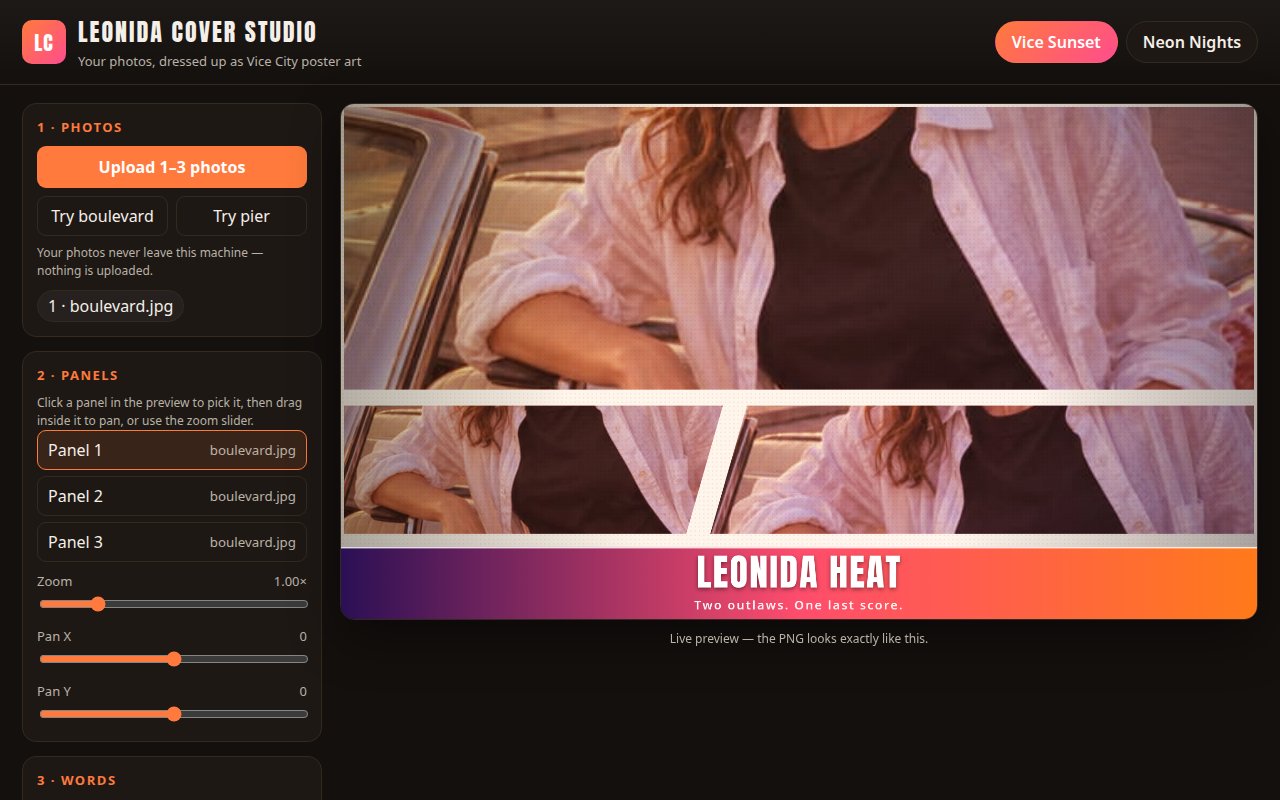 LC
LEONIDA COVER STUDIO
Your photos, dressed up as Vice City poster art
Vice Sunset
Neon Nights
1 · PHOTOS
Upload 1–3 photos
Try boulevard
Try pier
Your photos never leave this machine —
nothing is uploaded.
1 · boulevard.jpg
2 · PANELS
Click a panel in the preview to pick it, then drag
inside it to pan, or use the zoom slider.
Panel 1 boulevard.jpg
Panel 2 boulevard.jpg
Panel 3 boulevard.jpg
Zoom 1.00×
Pan X 0
Pan Y 0
3 · WORDS
LEONIDA HEAT
Two outlaws. One last score.
Live preview — the PNG looks exactly like this.